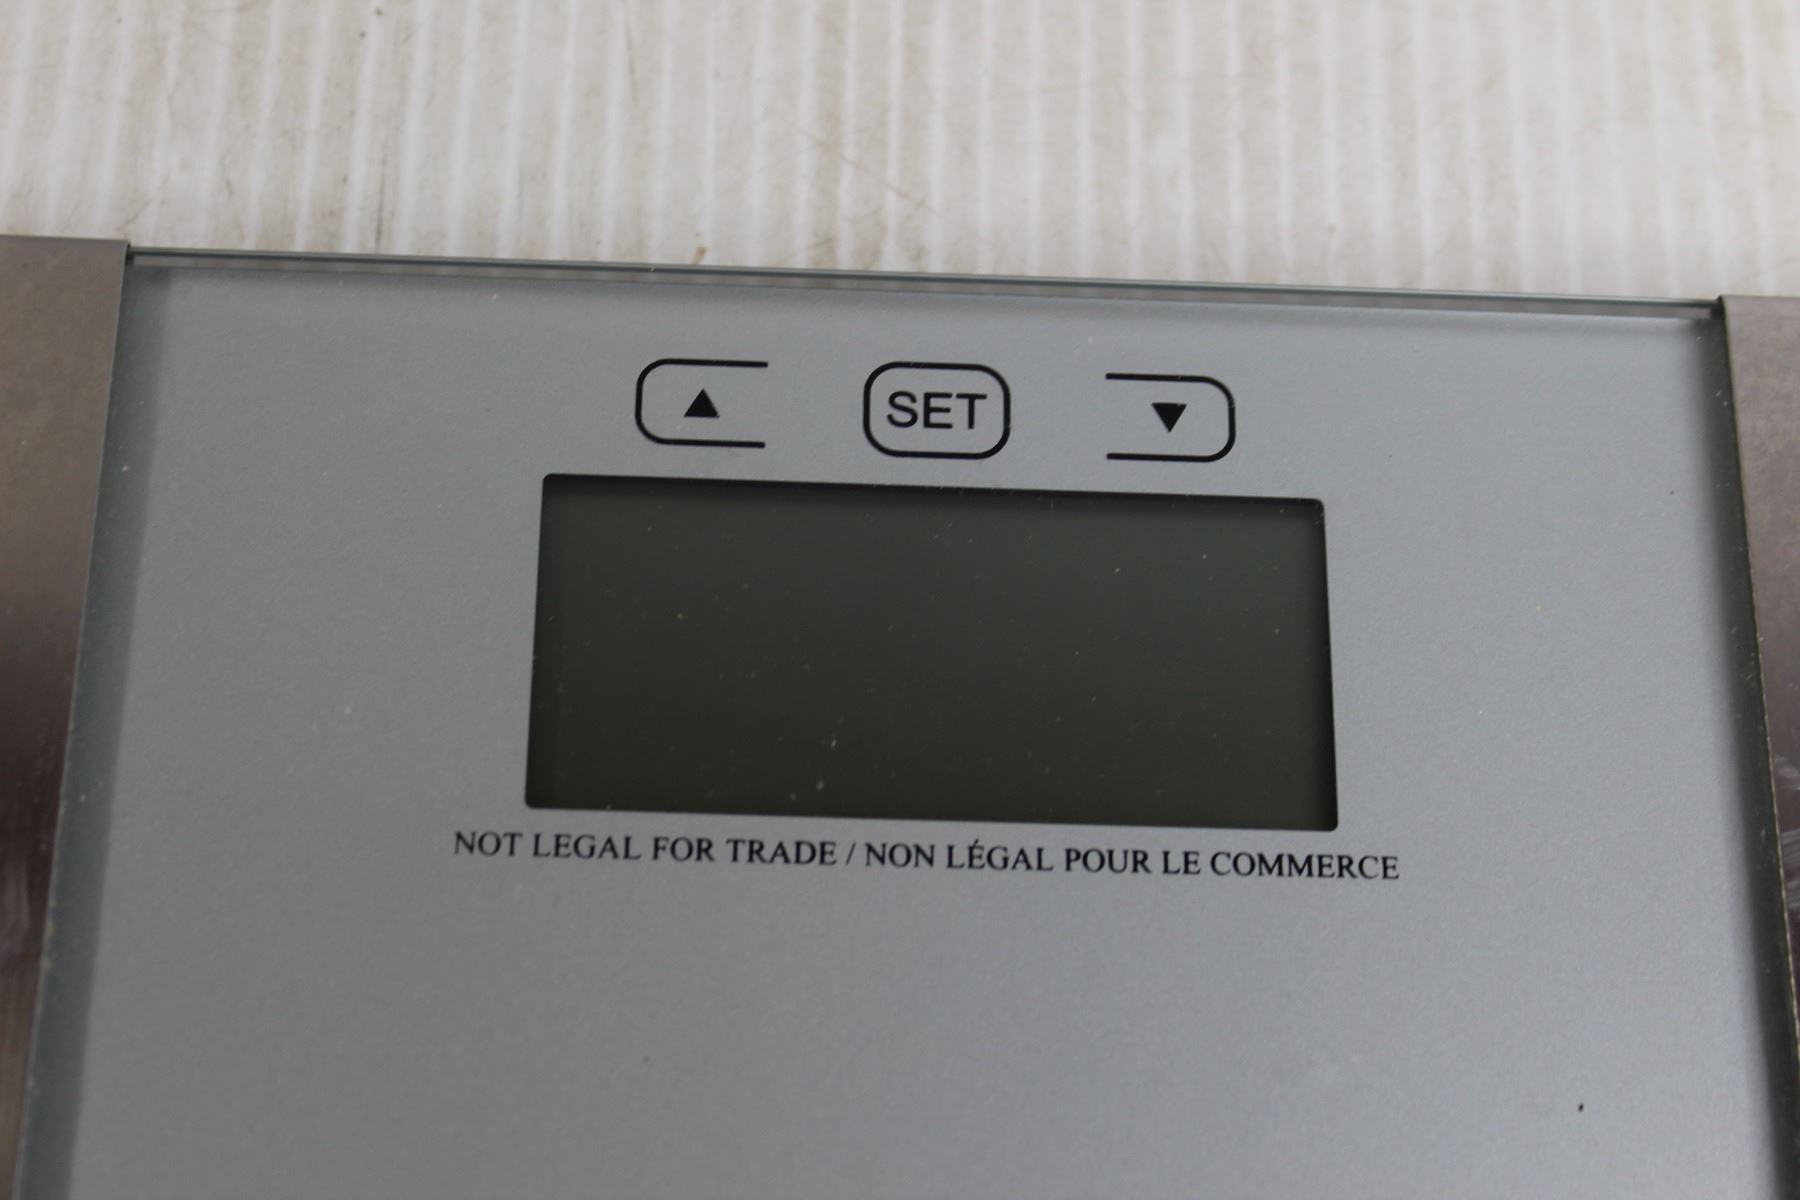 ▲ SET ▼
NOT LEGAL FOR TRADE / NON LÉGAL POUR LE COMMERCE